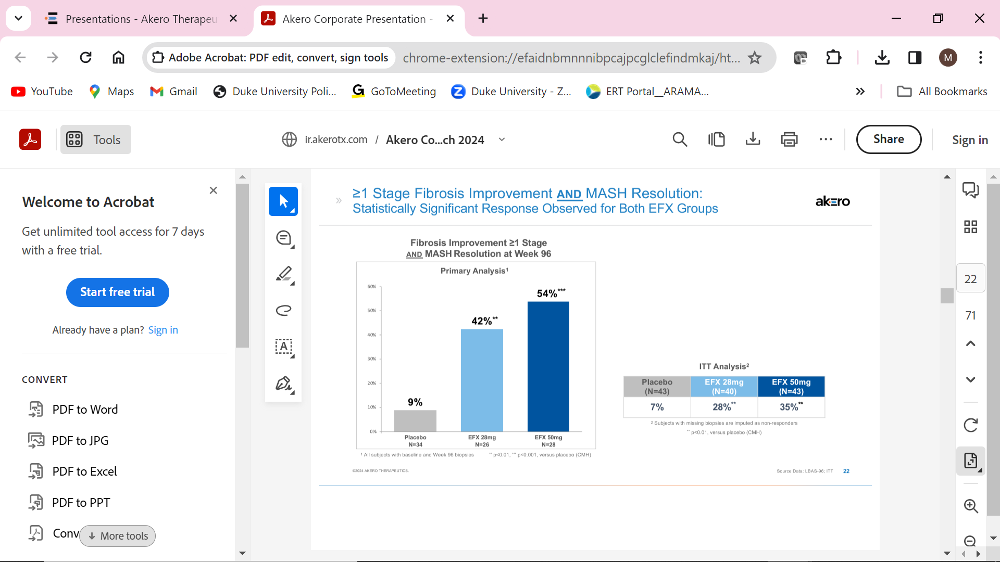 Presentations - Akero Therapeu
Akero Corporate Presentation -
Adobe Acrobat: PDF edit, convert, sign tools
chrome-extension://efaidnbmnnnibpcajpcglclefindmkaj/ht...
M
YouTube
Maps
Gmail
Duke University Poli...
GoToMeeting
Duke University - Z...
ERT Portal__ARAMA...
All Bookmarks
Tools
ir.akerotx.com / Akero Co...ch 2024
Share
Sign in
Welcome to Acrobat
Get unlimited tool access for 7 days
with a free trial.
Start free trial
Already have a plan? Sign in
CONVERT
PDF to Word
PDF to JPG
PDF to Excel
PDF to PPT
Conv
More tools
≥1 Stage Fibrosis Improvement AND MASH Resolution:
Statistically Significant Response Observed for Both EFX Groups
akero
Fibrosis Improvement ≥1 Stage
AND MASH Resolution at Week 96
Primary Analysis¹
60%
50%
40%
30%
20%
10%
0%
9%
42%**
54%***
Placebo
N=34
EFX 28mg
N=26
EFX 50mg
N=28
¹ All subjects with baseline and Week 96 biopsies
** p<0.01, *** p<0.001, versus placebo (CMH)
ITT Analysis²
Placebo
(N=43)
EFX 28mg
(N=40)
EFX 50mg
(N=43)
7%
28%**
35%**
² Subjects with missing biopsies are imputed as non-responders
** p<0.01, versus placebo (CMH)
©2024 AKERO THERAPEUTICS.
Source Data: LBAS-96; ITT 22
22
71